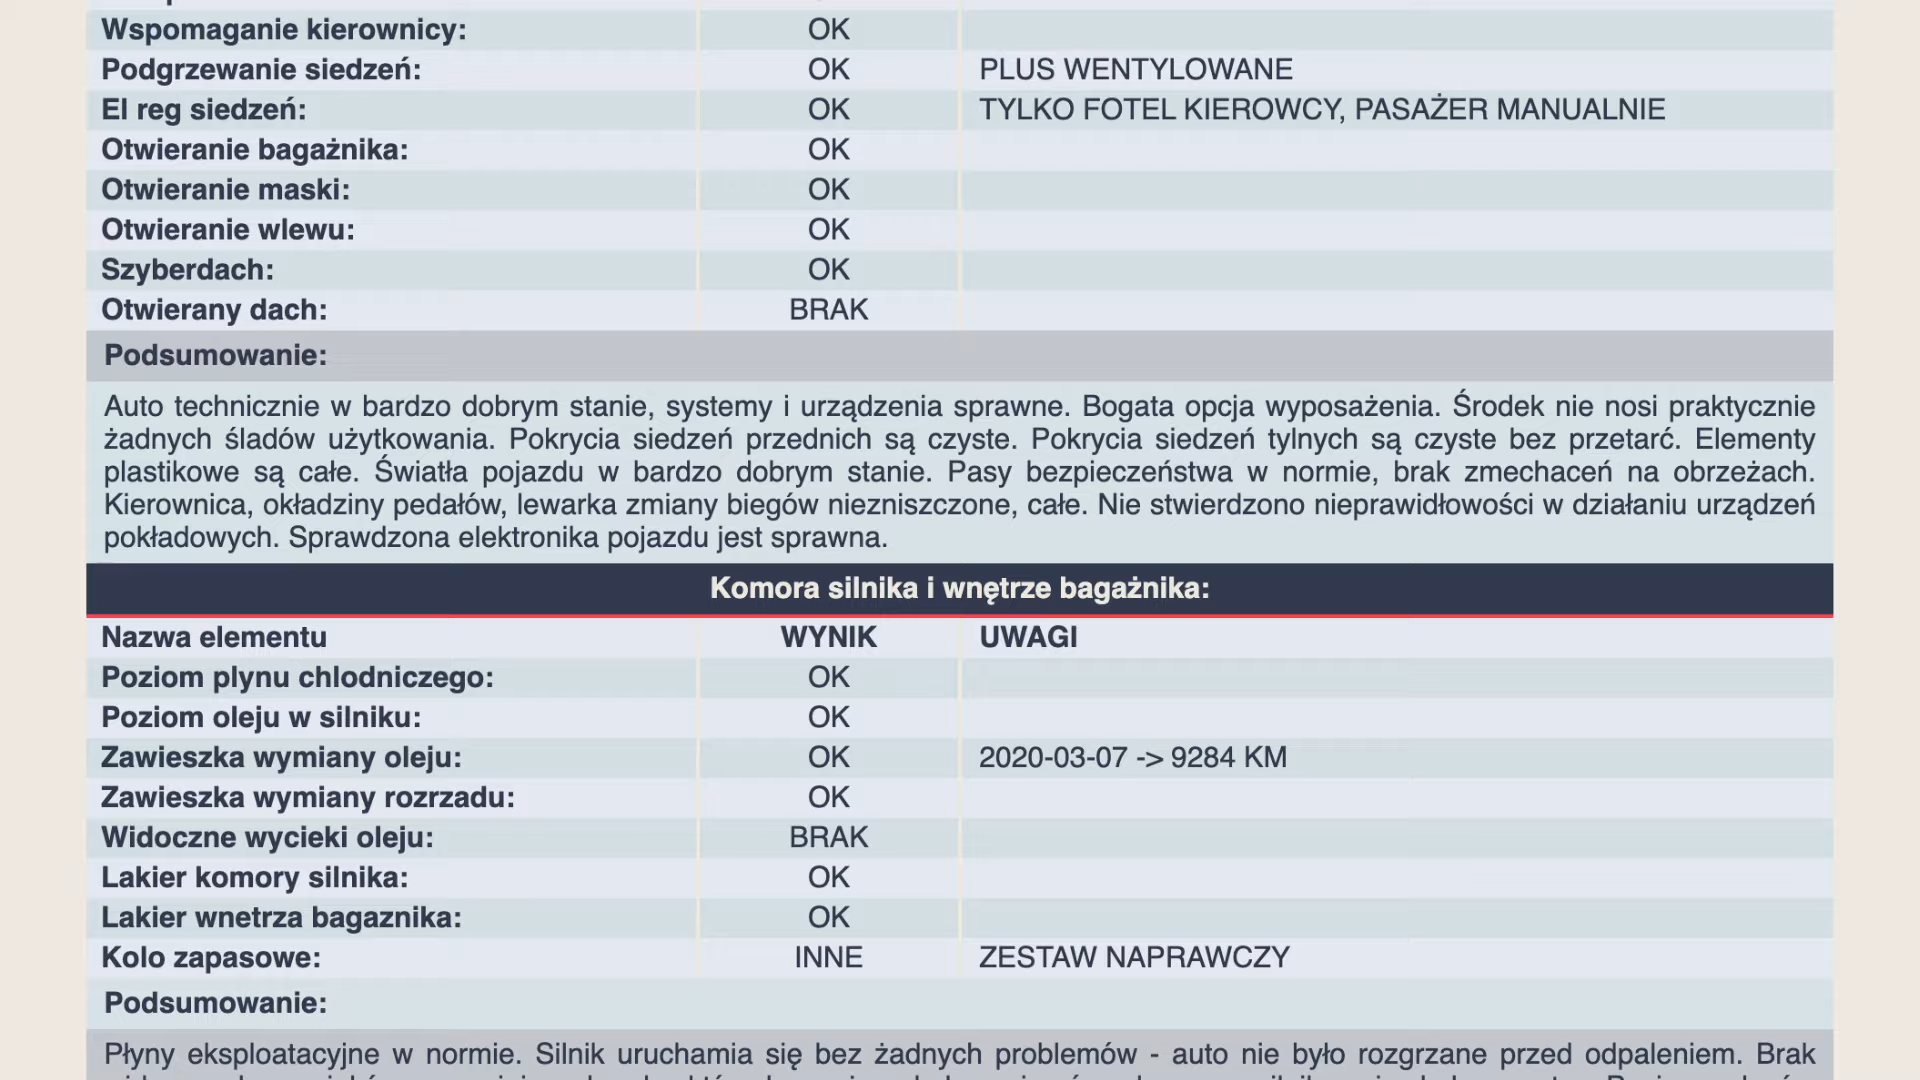 Wspomaganie kierownicy: OK
Podgrzewanie siedzeń: OK PLUS WENTYLOWANE
El reg siedzeń: OK TYLKO FOTEL KIEROWCY, PASAŻER MANUALNIE
Otwieranie bagażnika: OK
Otwieranie maski: OK
Otwieranie wlewu: OK
Szyberdach: OK
Otwierany dach: BRAK
Podsumowanie:
Auto technicznie w bardzo dobrym stanie, systemy i urządzenia sprawne. Bogata opcja wyposażenia. Środek nie nosi praktycznie
żadnych śladów użytkowania. Pokrycia siedzeń przednich są czyste. Pokrycia siedzeń tylnych są czyste bez przetarć. Elementy
plastikowe są całe. Światła pojazdu w bardzo dobrym stanie. Pasy bezpieczeństwa w normie, brak zmechaceń na obrzeżach.
Kierownica, okładziny pedałów, lewarka zmiany biegów niezniszczone, całe. Nie stwierdzono nieprawidłowości w działaniu urządzeń
pokładowych. Sprawdzona elektronika pojazdu jest sprawna.
Komora silnika i wnętrze bagażnika:
Nazwa elementu WYNIK UWAGI
Poziom plynu chlodniczego: OK
Poziom oleju w silniku: OK
Zawieszka wymiany oleju: OK 2020-03-07 -> 9284 KM
Zawieszka wymiany rozrzadu: OK
Widoczne wycieki oleju: BRAK
Lakier komory silnika: OK
Lakier wnetrza bagaznika: OK
Kolo zapasowe: INNE ZESTAW NAPRAWCZY
Podsumowanie:
Płyny eksploatacyjne w normie. Silnik uruchamia się bez żadnych problemów - auto nie było rozgrzane przed odpaleniem. Brak